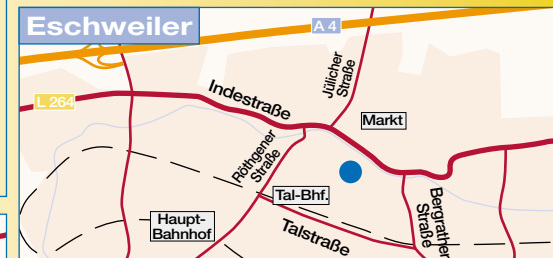 Eschweiler
A 4
Jülicher
Straße
L 264
Indestraße
Markt
Röthgener
Straße
Tal-Bhf.
Bergrather
Straße
Haupt-
Bahnhof
Talstraße